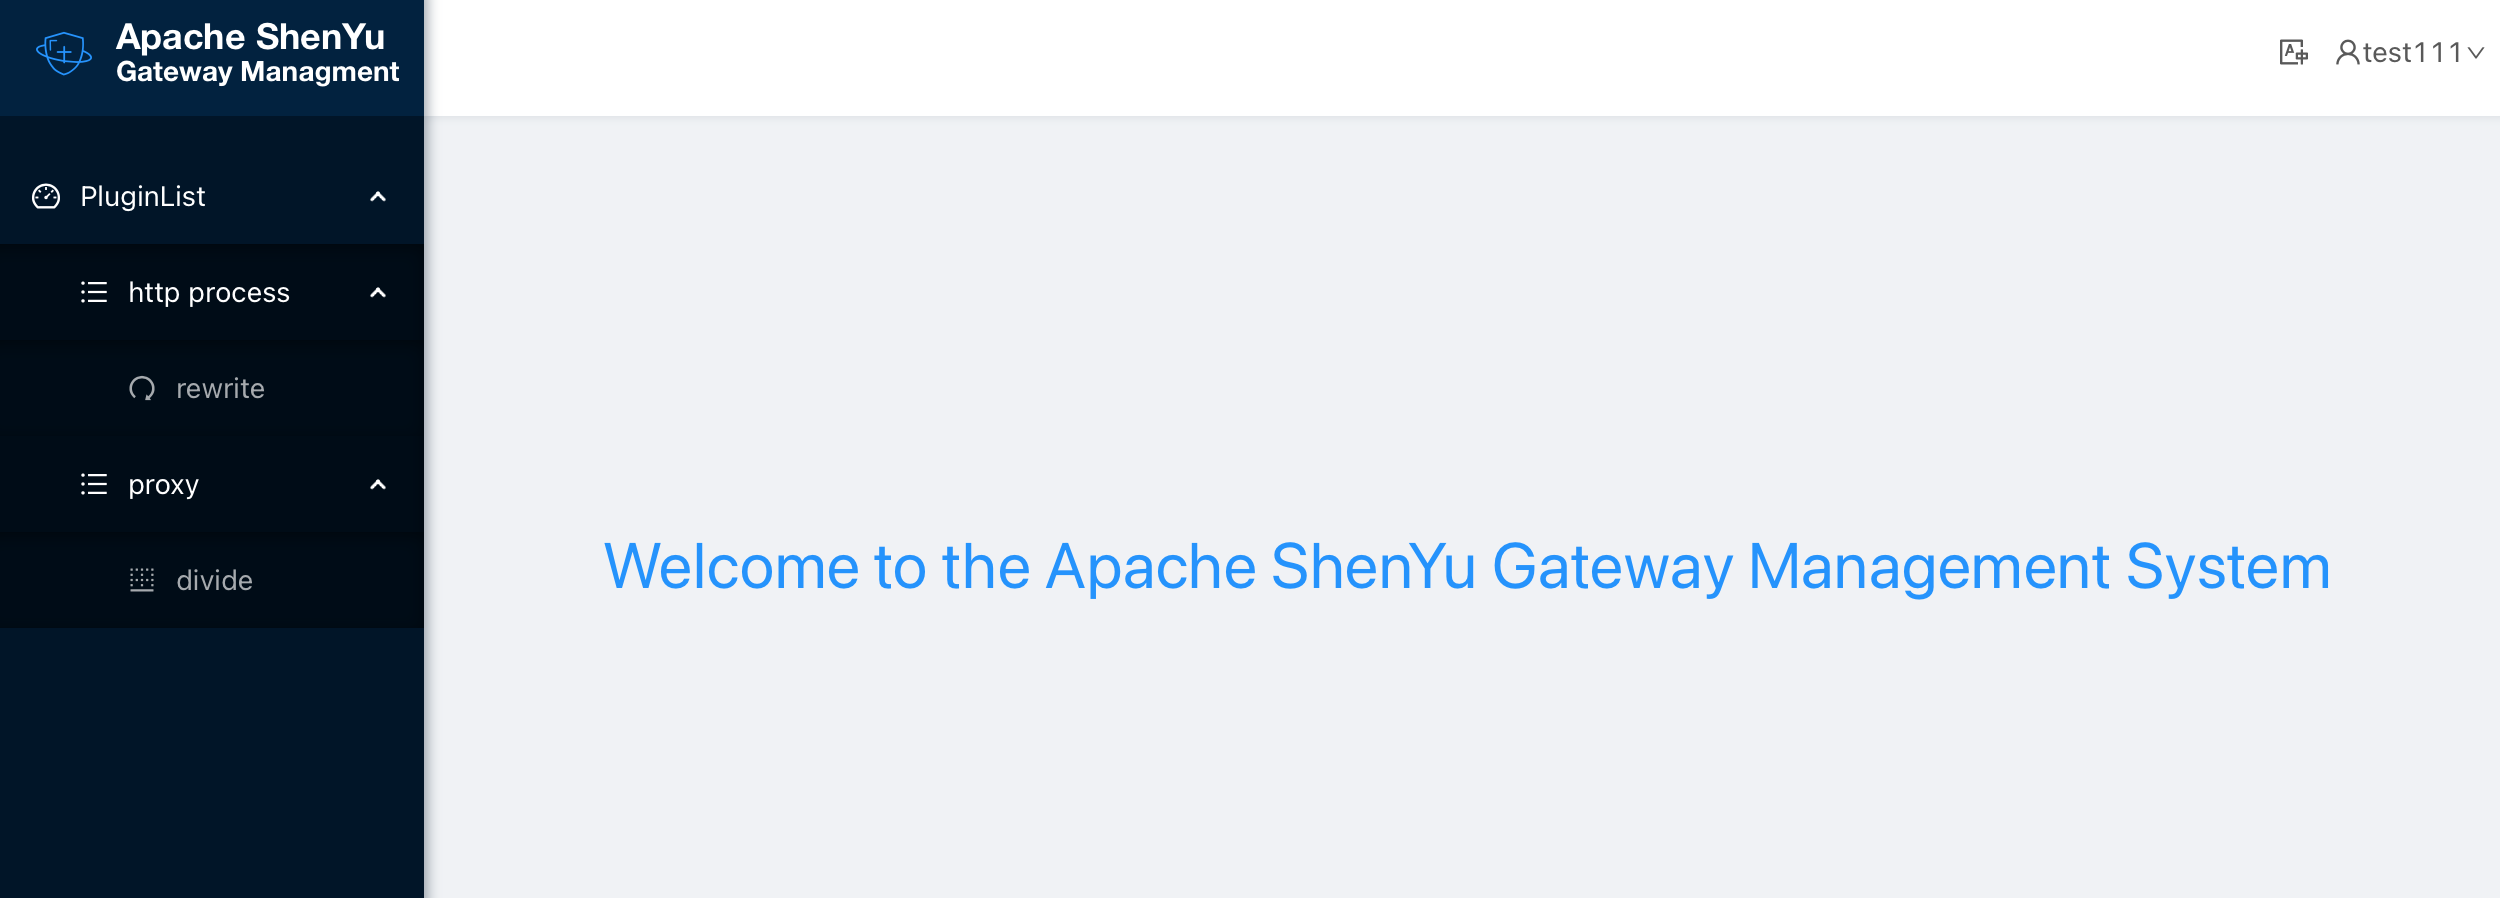 Apache ShenYu
Gateway Managment
test111
PluginList
http process
rewrite
proxy
divide
Welcome to the Apache ShenYu Gateway Management System